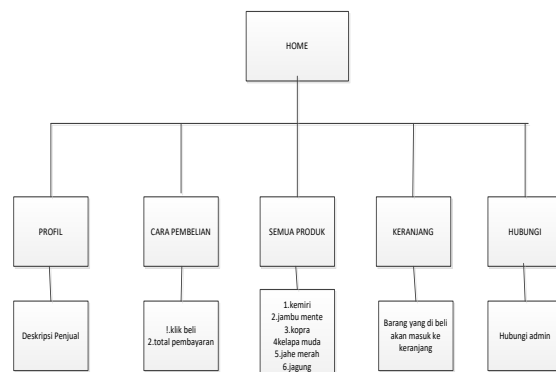 HOME
PROFIL
CARA PEMBELIAN
SEMUA PRODUK
KERANJANG
HUBUNGI
Deskripsi Penjual
!.klik beli
2.total pembayaran
1.kemiri
2.jambu mente
3.kopra
4kelapa muda
5.jahe merah
6.jagung
Barang yang di beli
akan masuk ke
keranjang
Hubungi admin